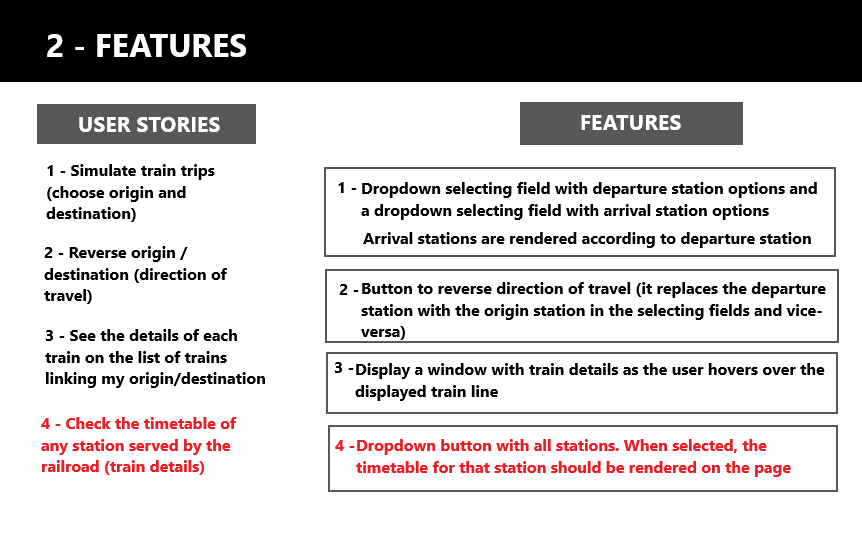 2 - FEATURES
USER STORIES
1 - Simulate train trips
(choose origin and
destination)
2 - Reverse origin /
destination (direction of
travel)
3 - See the details of each
train on the list of trains
linking my origin/destination
4 - Check the timetable of
any station served by the
railroad (train details)
FEATURES
1 - Dropdown selecting field with departure station options and
a dropdown selecting field with arrival station options
Arrival stations are rendered according to departure station
2 - Button to reverse direction of travel (it replaces the departure
station with the origin station in the selecting fields and vice-
versa)
3 - Display a window with train details as the user hovers over the
displayed train line
4 - Dropdown button with all stations. When selected, the
timetable for that station should be rendered on the page